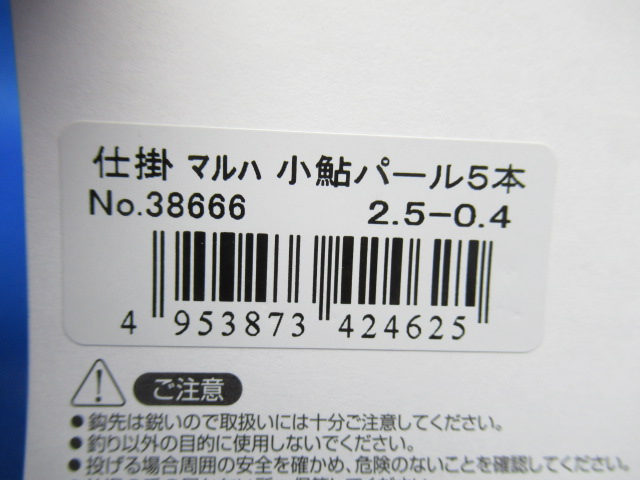 仕掛 マルハ 小鮎パール5本
No.38666 2.5-0.4
4 953873 424625
ご注意
●鈎先は鋭いので取扱いには十分ご注意してください。
●釣り以外の目的に使用しないでください。
●投げる場合周囲の安全を確かめ、危険のないことを確認してください。